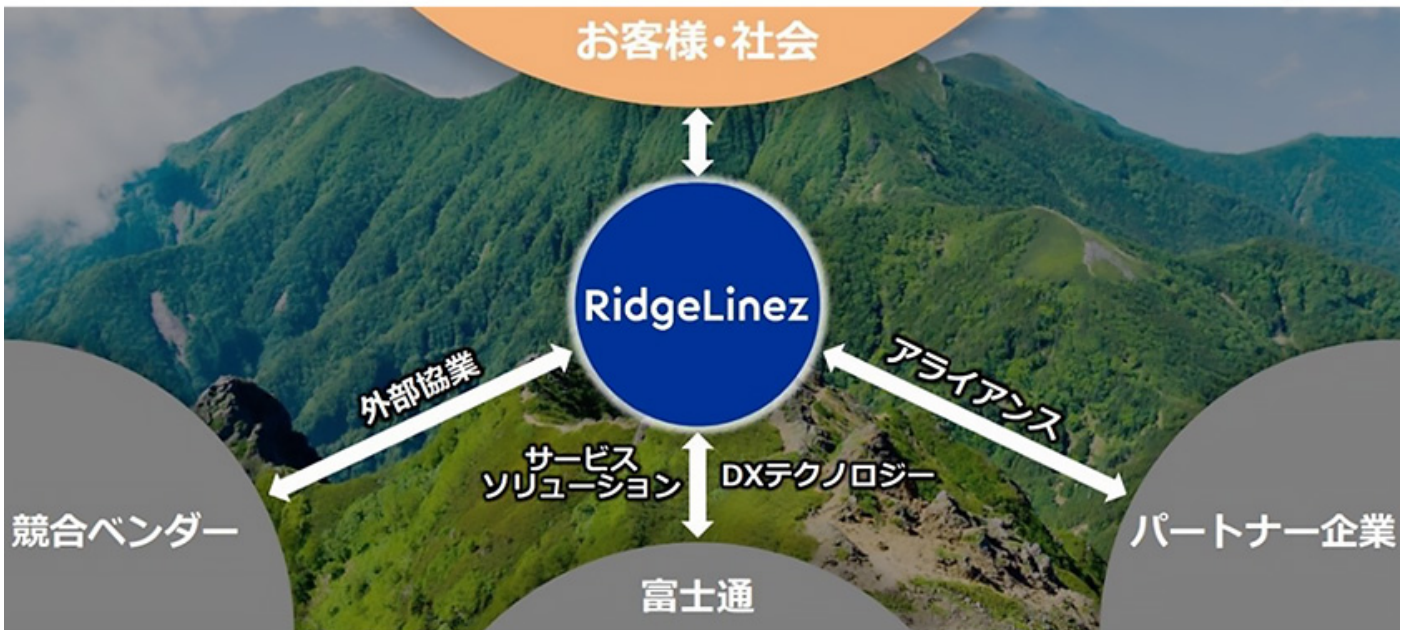 お客様・社会
RidgeLinez
外部協業
アライアンス
サービス
ソリューション
DXテクノロジー
競合ベンダー
富士通
パートナー企業